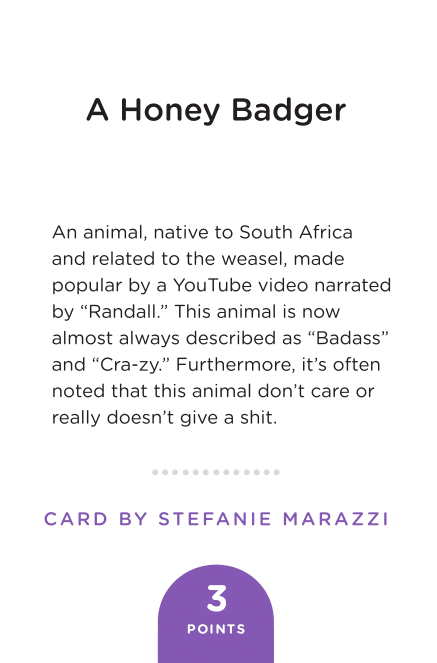 A Honey Badger
An animal, native to South Africa
and related to the weasel, made
popular by a YouTube video narrated
by “Randall.” This animal is now
almost always described as “Badass”
and “Cra-zy.” Furthermore, it’s often
noted that this animal don’t care or
really doesn’t give a shit.
CARD BY STEFANIE MARAZZI
3
POINTS